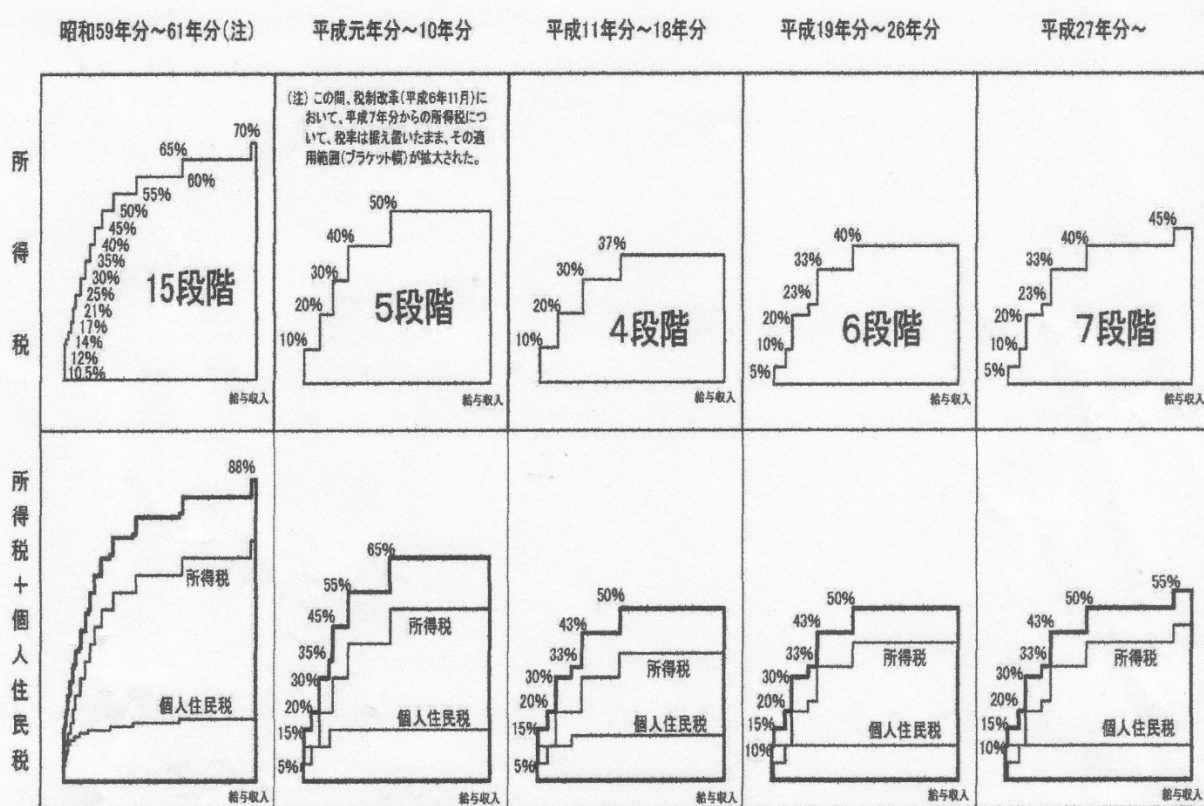 昭和59年分～61年分(注)
平成元年分～10年分
平成11年分～18年分
平成19年分～26年分
平成27年分～
所得税
70%
65%
60%
55%
50%
45%
40%
35%
30%
25%
21%
17%
14%
12%
10.5%
15段階
給与収入
(注) この間、税制改革(平成6年11月)に
おいて、平成7年分からの所得税につ
いて、税率は据え置いたまま、その適
用範囲(ブラケット幅)が拡大された。
50%
40%
30%
20%
10%
5段階
給与収入
37%
30%
20%
10%
4段階
給与収入
40%
33%
23%
20%
10%
5%
6段階
給与収入
45%
40%
33%
23%
20%
10%
5%
7段階
給与収入
所得税＋個人住民税
88%
所得税
個人住民税
給与収入
65%
55%
45%
35%
30%
20%
15%
5%
所得税
個人住民税
給与収入
50%
43%
33%
30%
20%
15%
5%
所得税
個人住民税
給与収入
50%
43%
33%
30%
20%
15%
10%
所得税
個人住民税
給与収入
55%
50%
43%
33%
30%
20%
15%
10%
所得税
個人住民税
給与収入